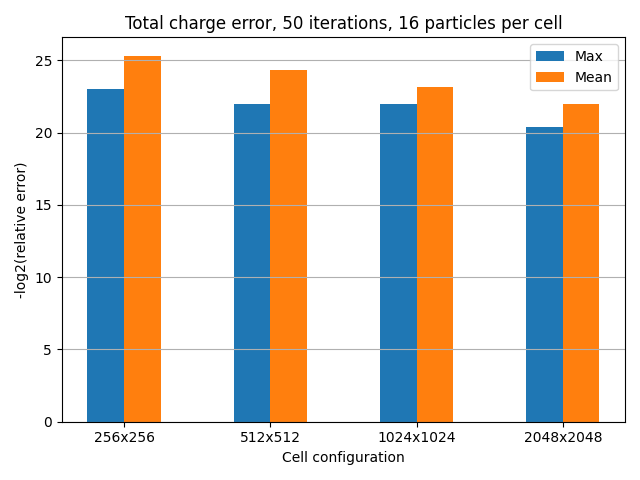 Total charge error, 50 iterations, 16 particles per cell
Max
Mean
-log2(relative error)
25
20
15
10
5
0
256x256
512x512
1024x1024
2048x2048
Cell configuration